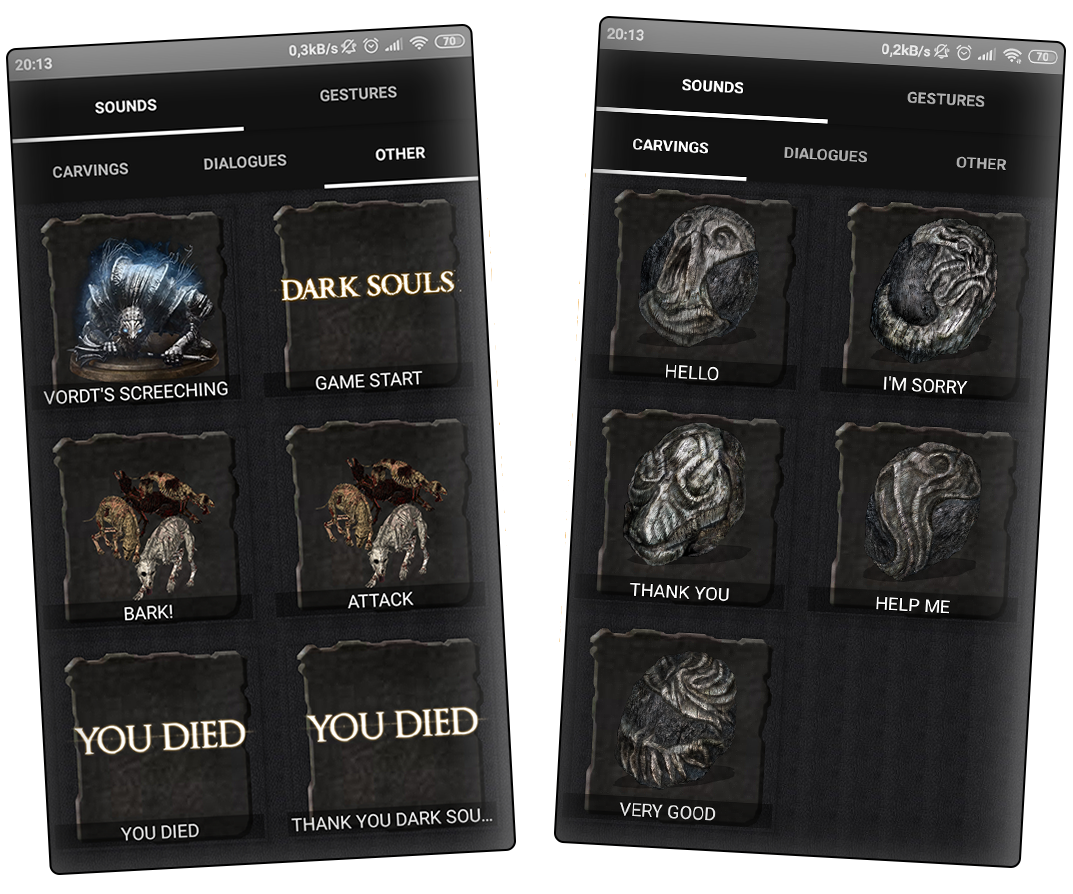 20:13
0,3kB/s
70
SOUNDS
GESTURES
CARVINGS
DIALOGUES
OTHER
DARK SOULS
VORDT'S SCREECHING
GAME START
BARK!
ATTACK
YOU DIED
YOU DIED
YOU DIED
THANK YOU DARK SOU...
20:13
0,2kB/s
70
SOUNDS
GESTURES
CARVINGS
DIALOGUES
OTHER
HELLO
I'M SORRY
THANK YOU
HELP ME
VERY GOOD